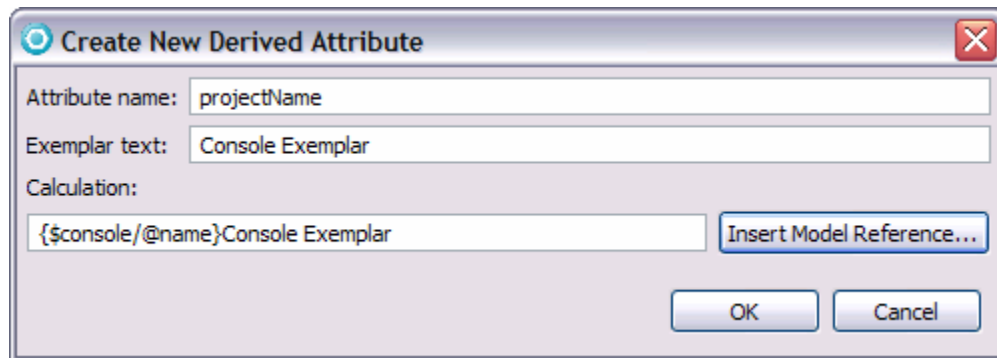 Create New Derived Attribute
Attribute name: projectName
Exemplar text: Console Exemplar
Calculation:
{$console/@name}Console Exemplar Insert Model Reference...
OK Cancel